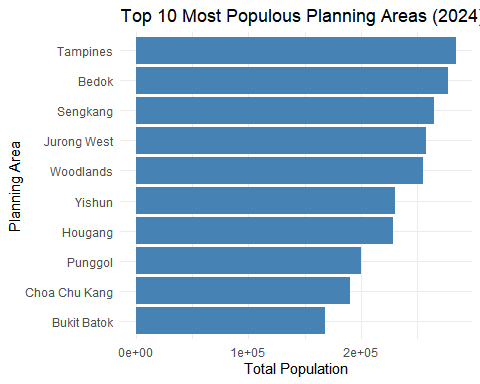 Top 10 Most Populous Planning Areas (2024)
Tampines
Bedok
Sengkang
Jurong West
Woodlands
Yishun
Hougang
Punggol
Choa Chu Kang
Bukit Batok
Planning Area
0e+00 1e+05 2e+05
Total Population